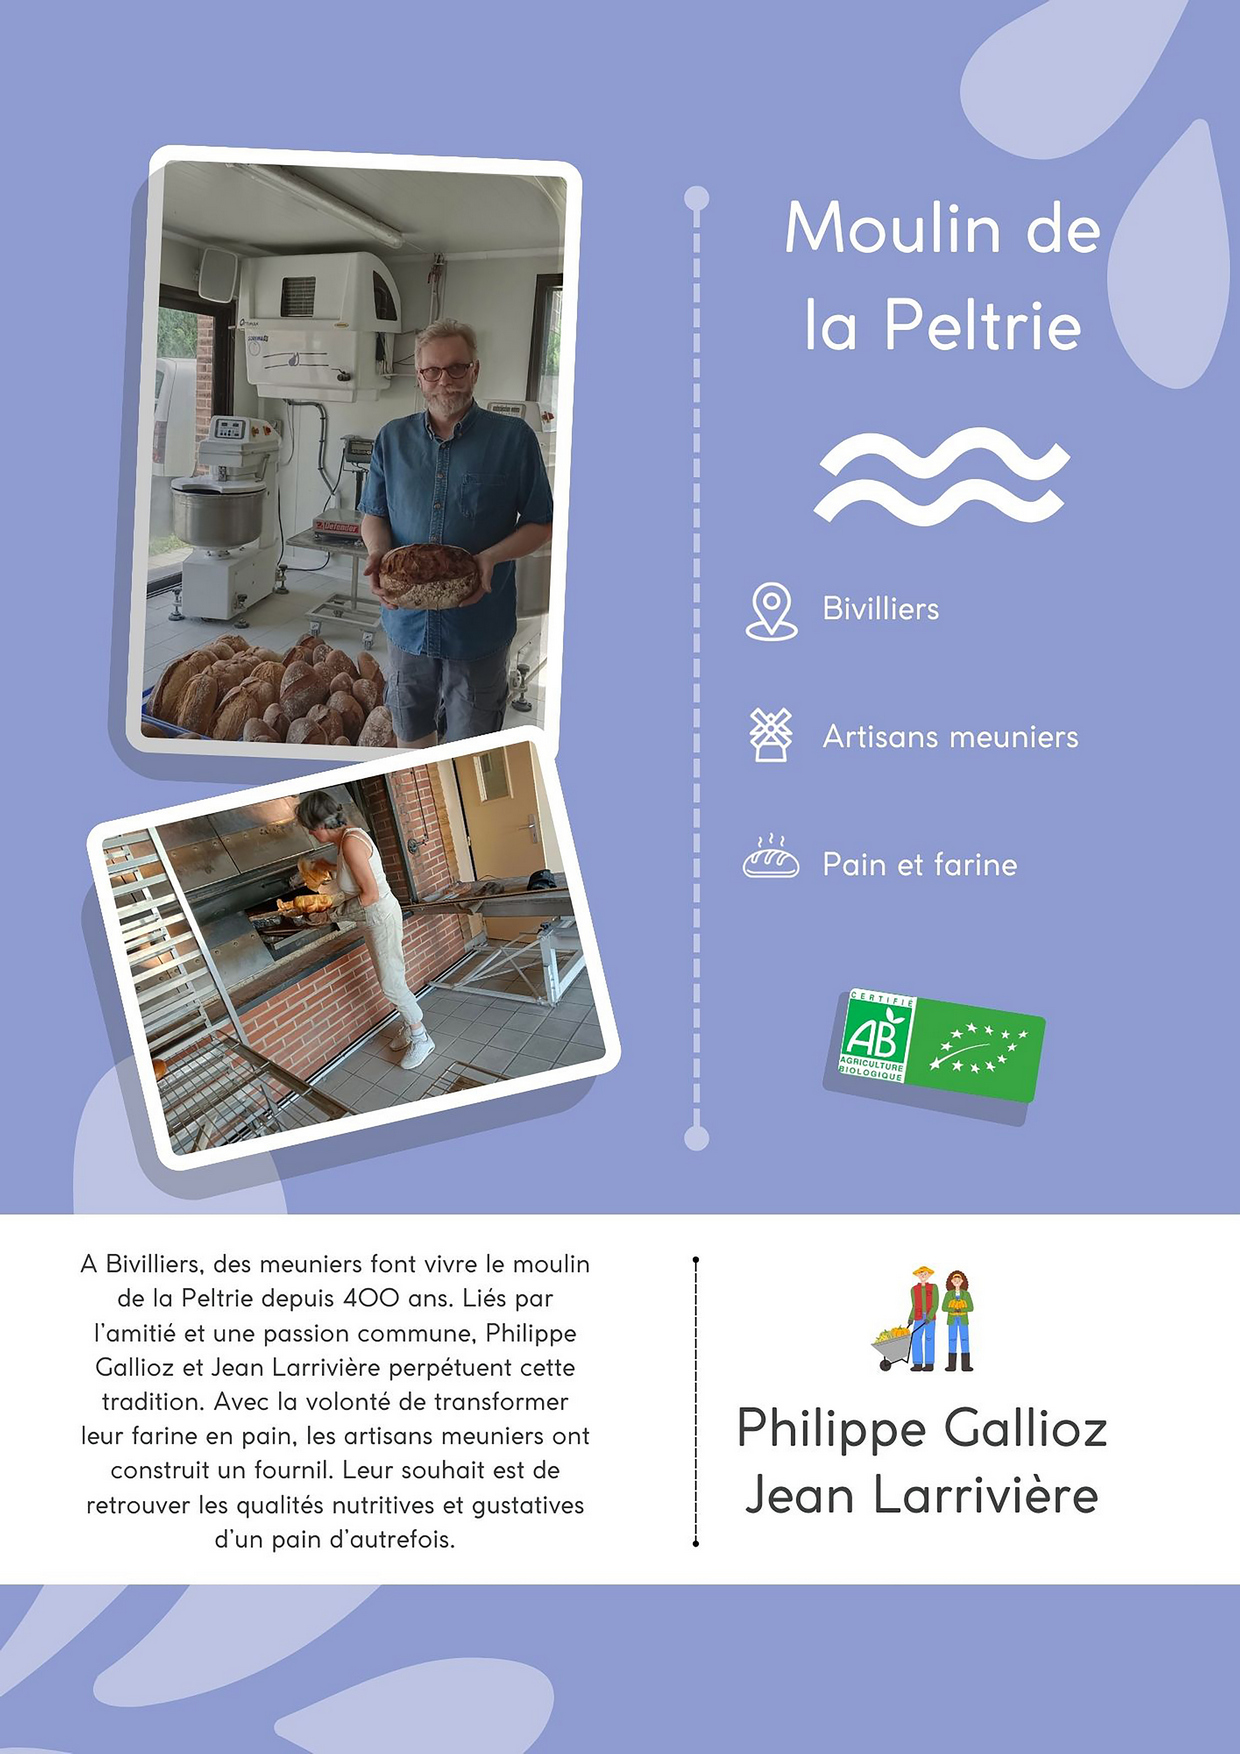 Moulin de
la Peltrie
Bivilliers
Artisans meuniers
Pain et farine
CERTIFIÉ
AB
AGRICULTURE
BIOLOGIQUE
Defender
A Bivilliers, des meuniers font vivre le moulin
de la Peltrie depuis 400 ans. Liés par
l'amitié et une passion commune, Philippe
Gallioz et Jean Larrivière perpétuent cette
tradition. Avec la volonté de transformer
leur farine en pain, les artisans meuniers ont
construit un fournil. Leur souhait est de
retrouver les qualités nutritives et gustatives
d'un pain d'autrefois.
Philippe Gallioz
Jean Larrivière